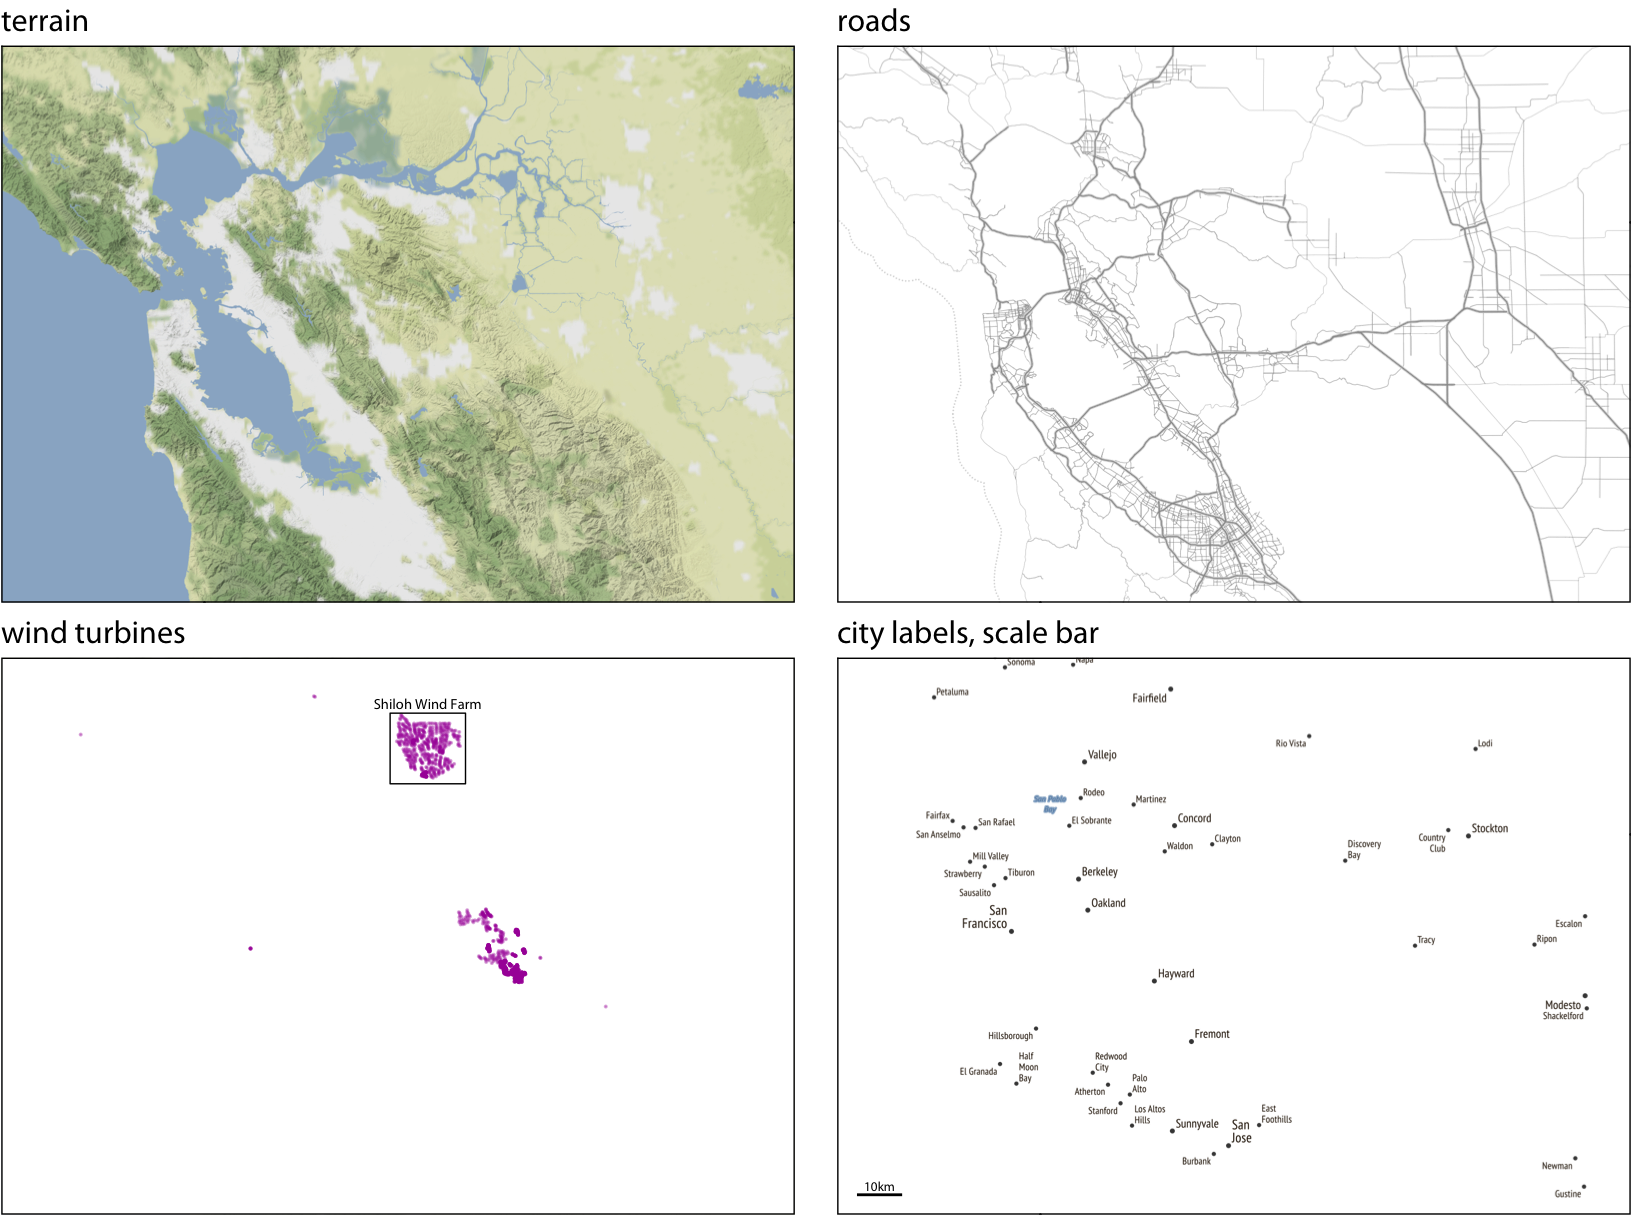 terrain
roads
wind turbines
city labels, scale bar
Shiloh Wind Farm
Sonoma
Napa
Petaluma
Fairfield
Rio Vista
Lodi
Vallejo
Rodeo
San Pablo
Bay
Martinez
Fairfax
San Rafael
San Anselmo
El Sobrante
Concord
Clayton
Waldon
Stockton
Country
Club
Discovery
Bay
Mill Valley
Strawberry
Tiburon
Sausalito
Berkeley
San
Francisco
Oakland
Escalon
Tracy
Ripon
Hayward
Modesto
Shackelford
Hillsborough
Fremont
El Granada
Half
Moon
Bay
Redwood
City
Atherton
Palo
Alto
Stanford
Los Altos
Hills
Sunnyvale
San
Jose
East
Foothills
Burbank
Newman
Gustine
10km